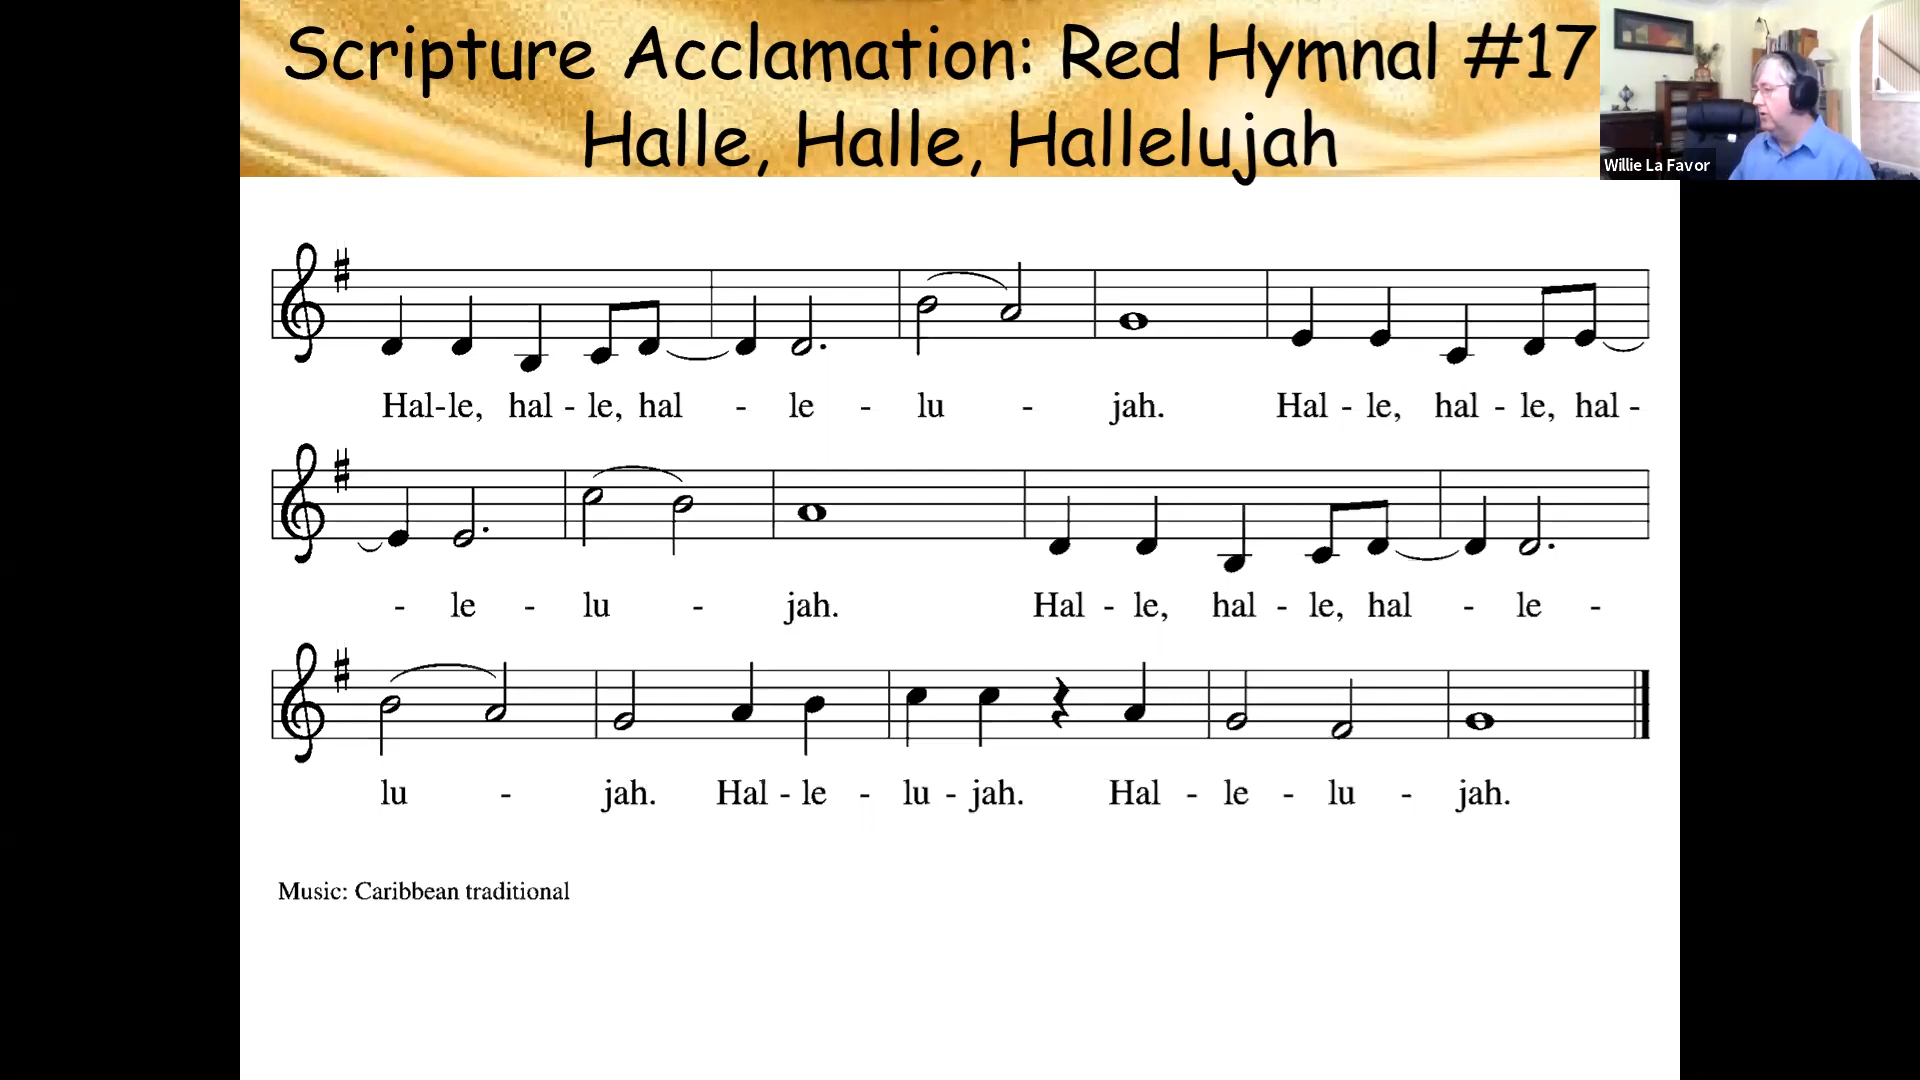 Scripture Acclamation: Red Hymnal #17
Halle, Halle, Hallelujah
Willie La Favor
Hal-le, hal - le, hal - le - lu - jah. Hal - le, hal - le, hal -
- le - lu - jah. Hal - le, hal - le, hal - le -
lu - jah. Hal - le - lu - jah. Hal - le - lu - jah.
Music: Caribbean traditional